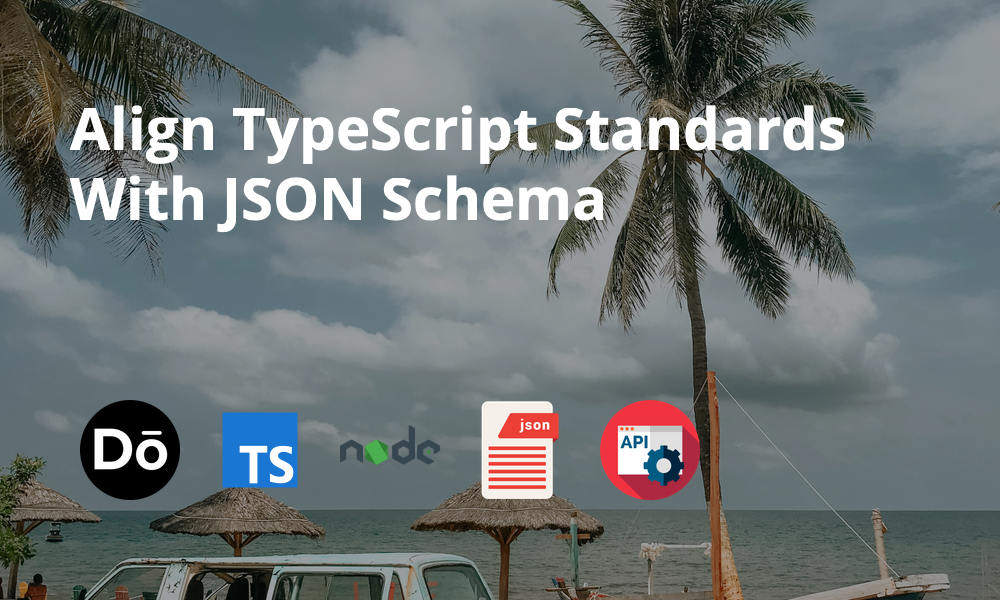 Align TypeScript Standards
With JSON Schema
Dō
TS
node
json
API